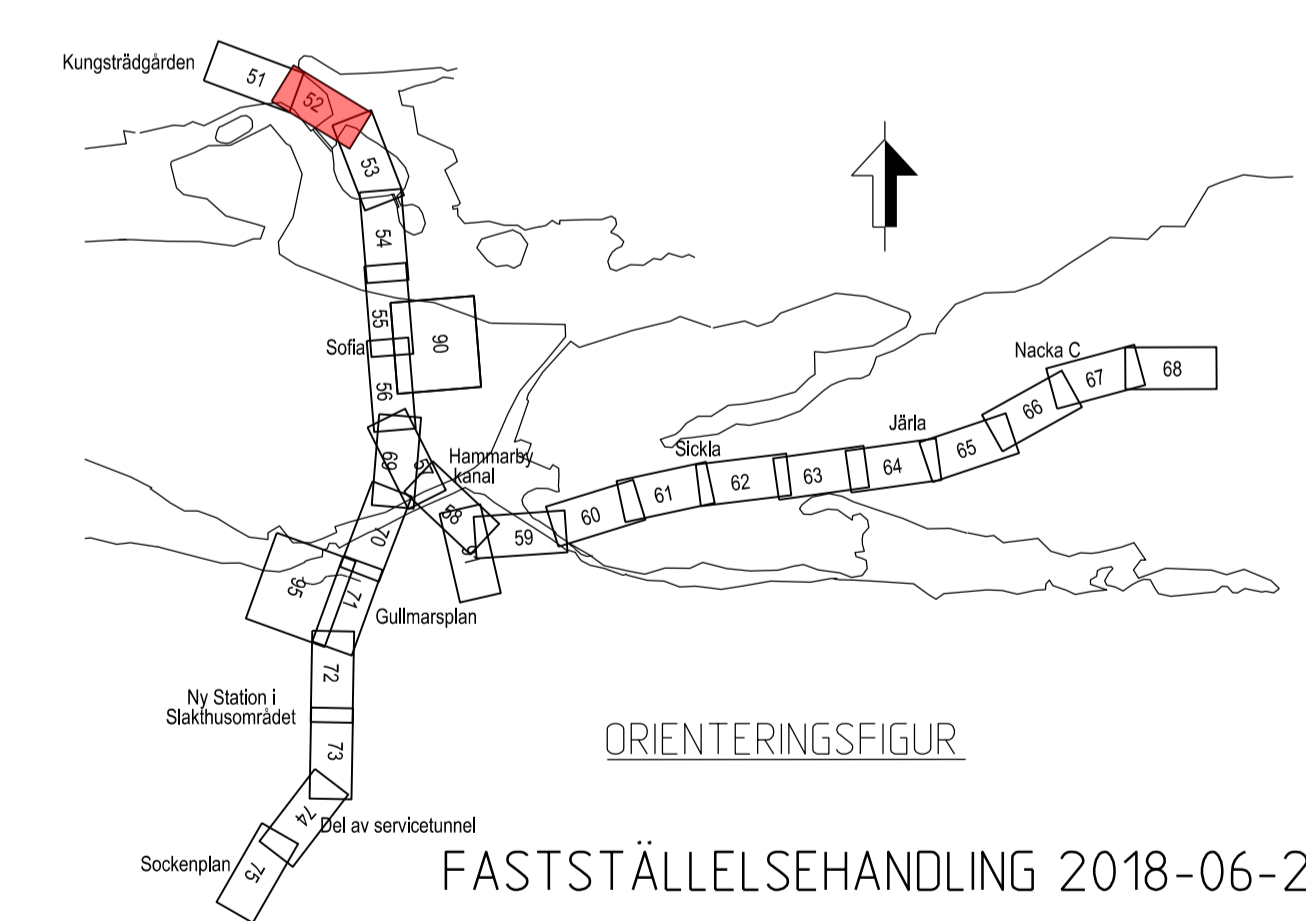 Kungsträdgården
51
52
53
54
55
90
Sofia
56
69
57
Hammarby
kanal
58
59
60
61
Sickla
62
63
64
Järla
65
66
Nacka C
67
68
70
95
71
Gullmarsplan
72
Ny Station i
Slakthusområdet
73
74
Del av servicetunnel
Sockenplan
75
ORIENTERINGSFIGUR
FASTSTÄLLELSEHANDLING 2018-06-2